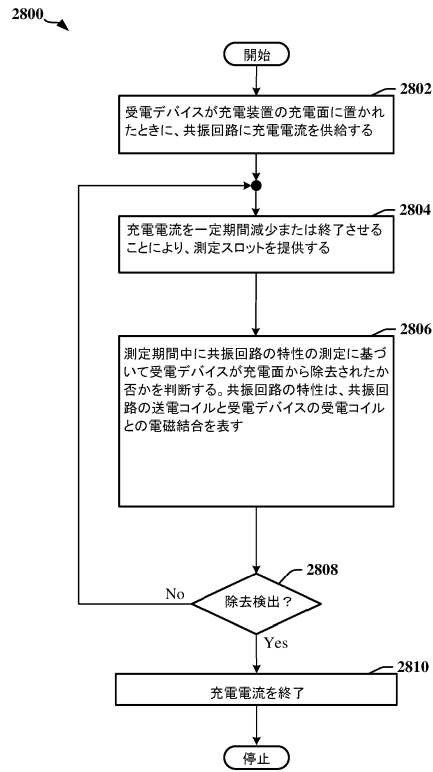 2800
開始
2802
受電デバイスが充電装置の充電面に置かれ
たときに、共振回路に充電電流を供給する
2804
充電電流を一定期間減少または終了させる
ことにより、測定スロットを提供する
2806
測定期間中に共振回路の特性の測定に基づ
いて受電デバイスが充電面から除去されたか
否かを判断する。共振回路の特性は、共振回
路の送電コイルと受電デバイスの受電コイル
との電磁結合を表す
2808
除去検出？
No
Yes
2810
充電電流を終了
停止